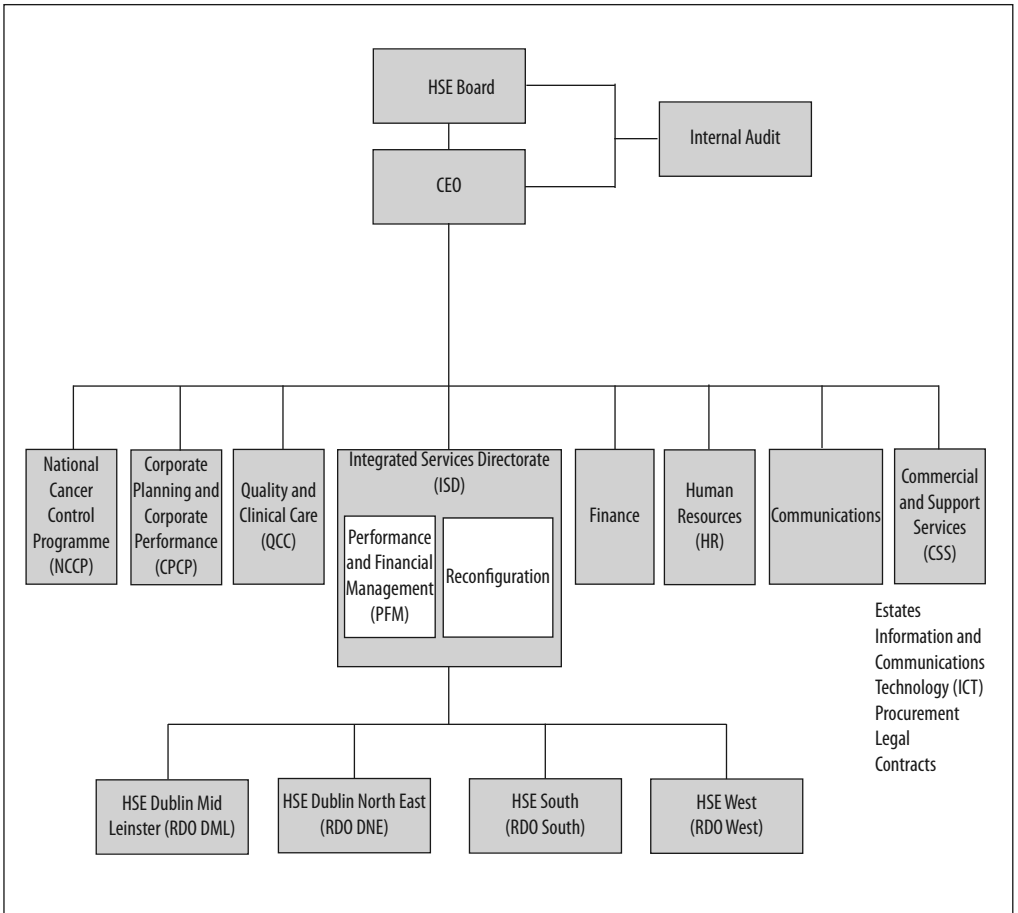 HSE Board
Internal Audit
CEO
National
Cancer
Control
Programme
(NCCP)
Corporate
Planning and
Corporate
Performance
(CPCP)
Quality and
Clinical Care
(QCC)
Integrated Services Directorate
(ISD)
Performance
and Financial
Management
(PFM)
Reconfiguration
Finance
Human
Resources
(HR)
Communications
Commercial
and Support
Services
(CSS)
Estates
Information and
Communications
Technology (ICT)
Procurement
Legal
Contracts
HSE Dublin Mid
Leinster (RDO DML)
HSE Dublin North East
(RDO DNE)
HSE South
(RDO South)
HSE West
(RDO West)